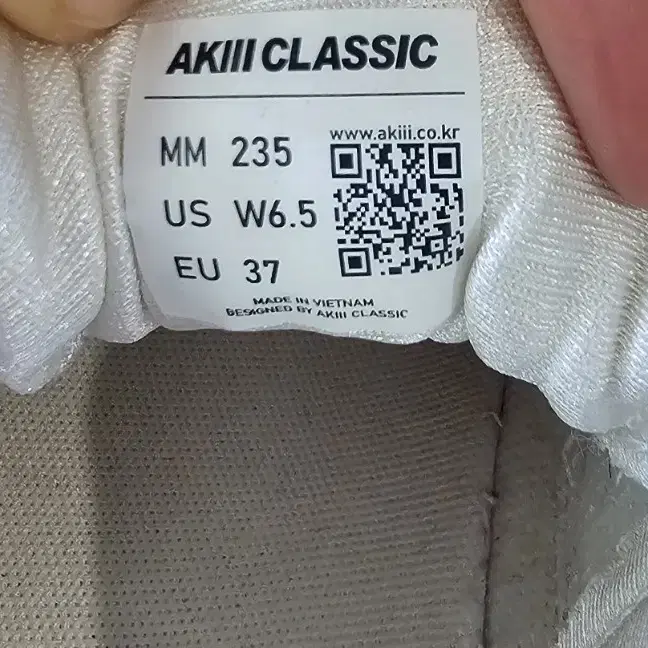 AKIII CLASSIC
www.akiii.co.kr
MM 235
US W6.5
EU 37
MADE IN VIETNAM
DESIGNED BY AKIII CLASSIC